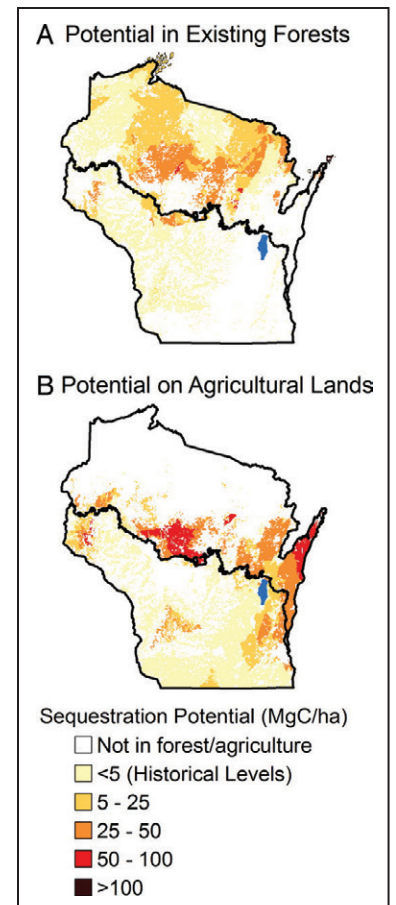 A Potential in Existing Forests
B Potential on Agricultural Lands
Sequestration Potential (MgC/ha)
Not in forest/agriculture
<5 (Historical Levels)
5 - 25
25 - 50
50 - 100
>100